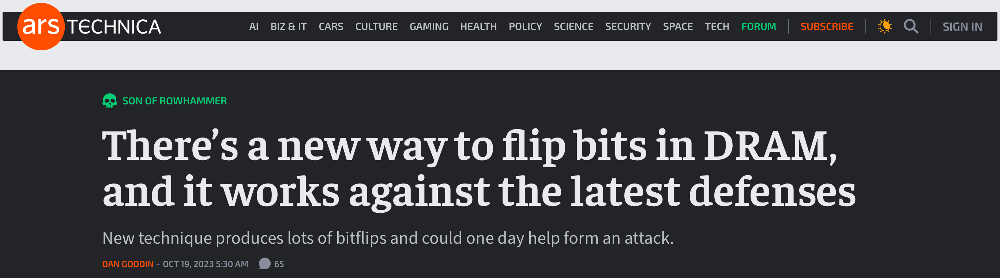 ars TECHNICA
AI BIZ & IT CARS CULTURE GAMING HEALTH POLICY SCIENCE SECURITY SPACE TECH FORUM SUBSCRIBE SIGN IN
SON OF ROWHAMMER
There’s a new way to flip bits in DRAM,
and it works against the latest defenses
New technique produces lots of bitflips and could one day help form an attack.
DAN GOODIN – OCT 19, 2023 5:30 AM | 65